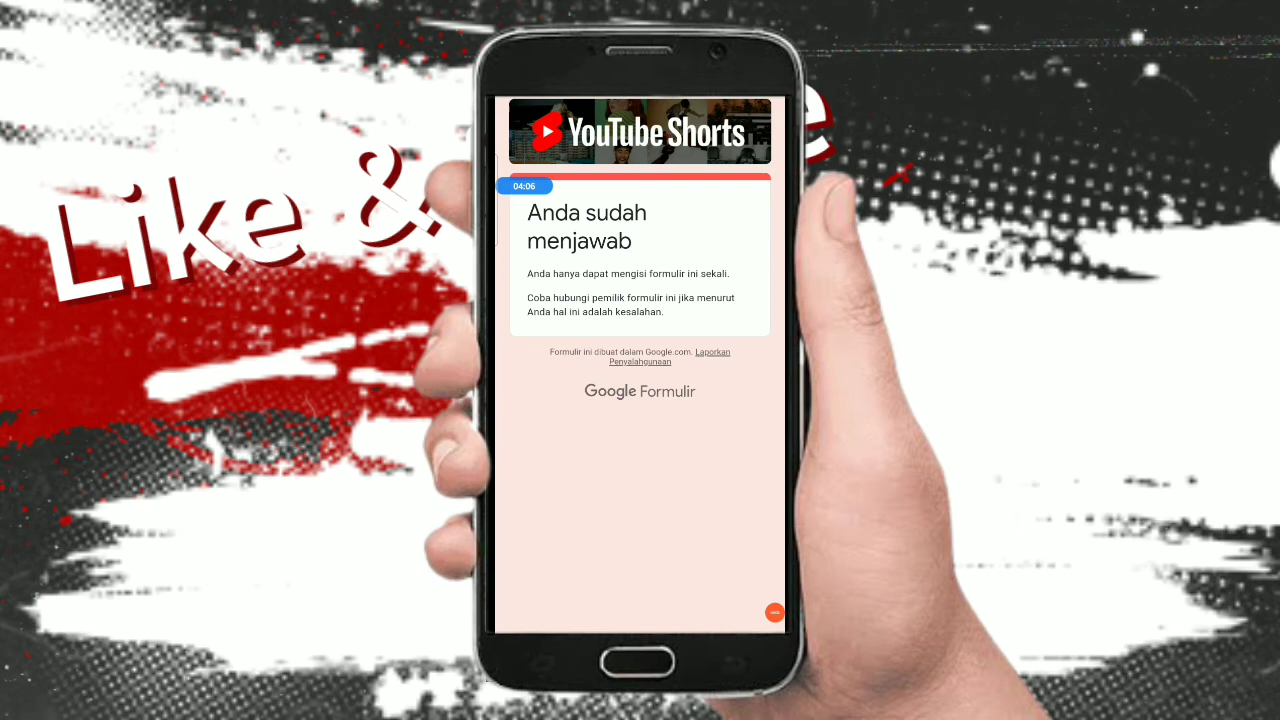 Like &
e
YouTube Shorts
04:06
Anda sudah
menjawab
Anda hanya dapat mengisi formulir ini sekali.
Coba hubungi pemilik formulir ini jika menurut
Anda hal ini adalah kesalahan.
Formulir ini dibuat dalam Google.com. Laporkan
Penyalahgunaan
Google Formulir